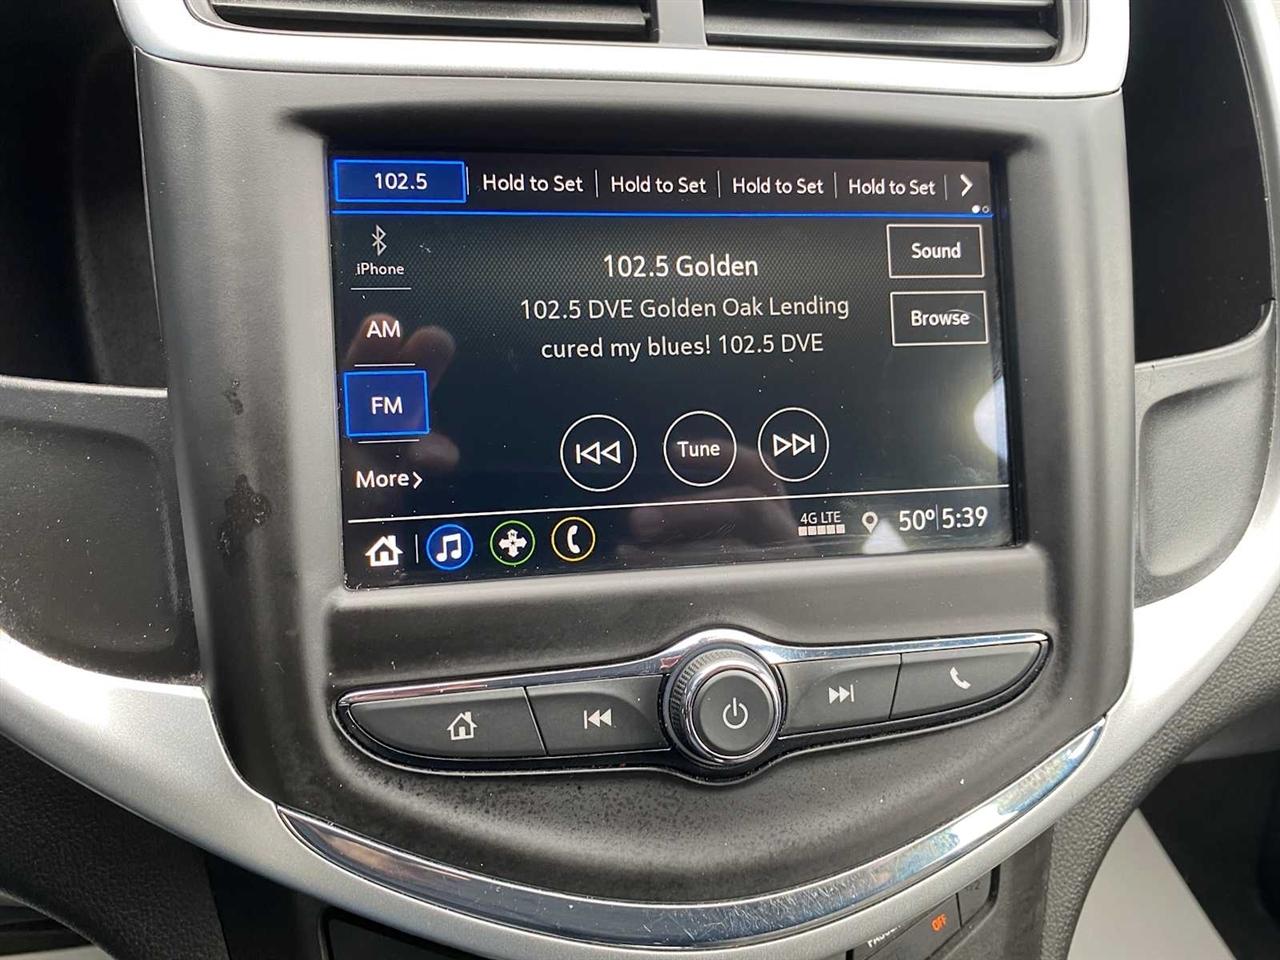 102.5 Hold to Set Hold to Set Hold to Set Hold to Set
iPhone
Sound
102.5 Golden
102.5 DVE Golden Oak Lending
cured my blues! 102.5 DVE
Browse
AM
FM
Tune
More
4G LTE 50° 5:39
OFF